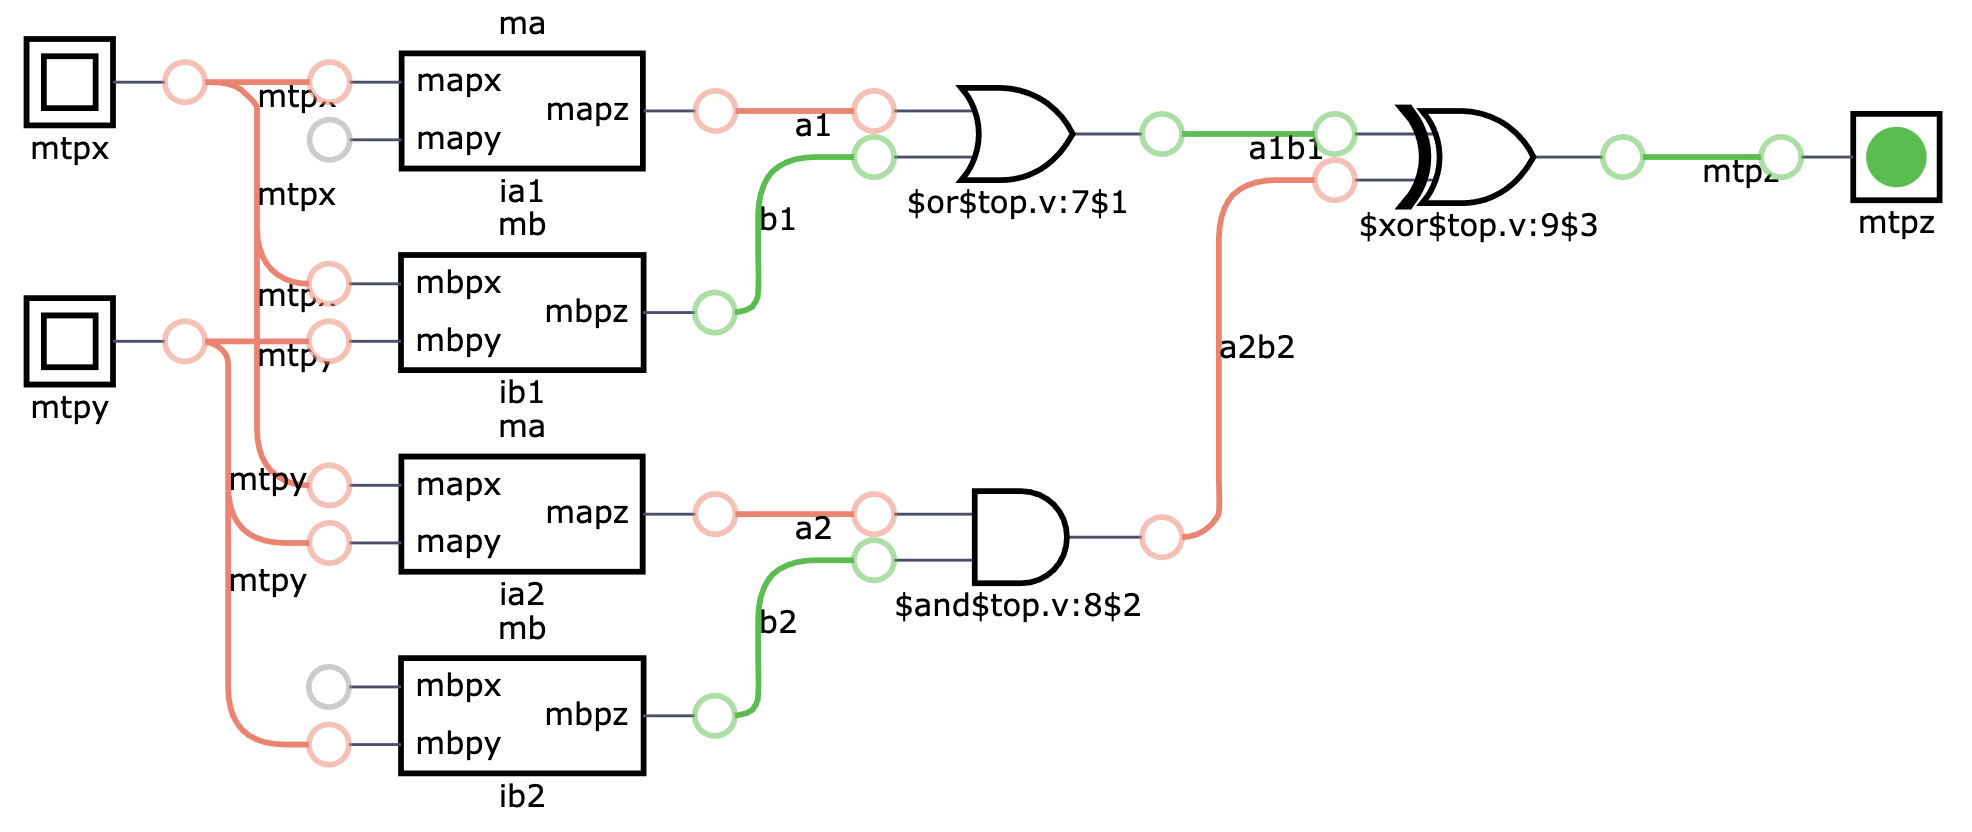 ma
mtpx
mtpx
mapx
mapy
mapz
a1
ia1
mtpx
mb
mtpx
mbpx
mbpy
mbpz
b1
$or$top.v:7$1
a1b1
$xor$top.v:9$3
mtpz
mtpz
mtpy
mtpy
ib1
ma
mtpy
mapx
mapy
mapz
a2
a2b2
ia2
mb
mtpy
mbpx
mbpy
mbpz
b2
$and$top.v:8$2
ib2